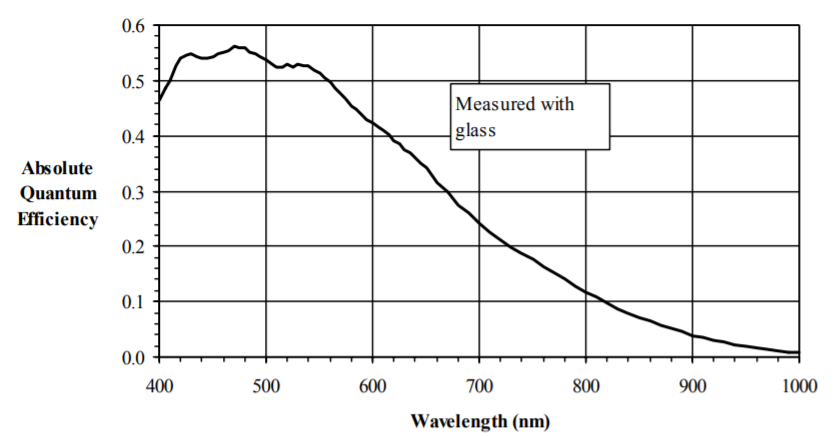 0.6
0.5
0.4
0.3
0.2
0.1
0.0
Absolute
Quantum
Efficiency
Measured with
glass
400 500 600 700 800 900 1000
Wavelength (nm)